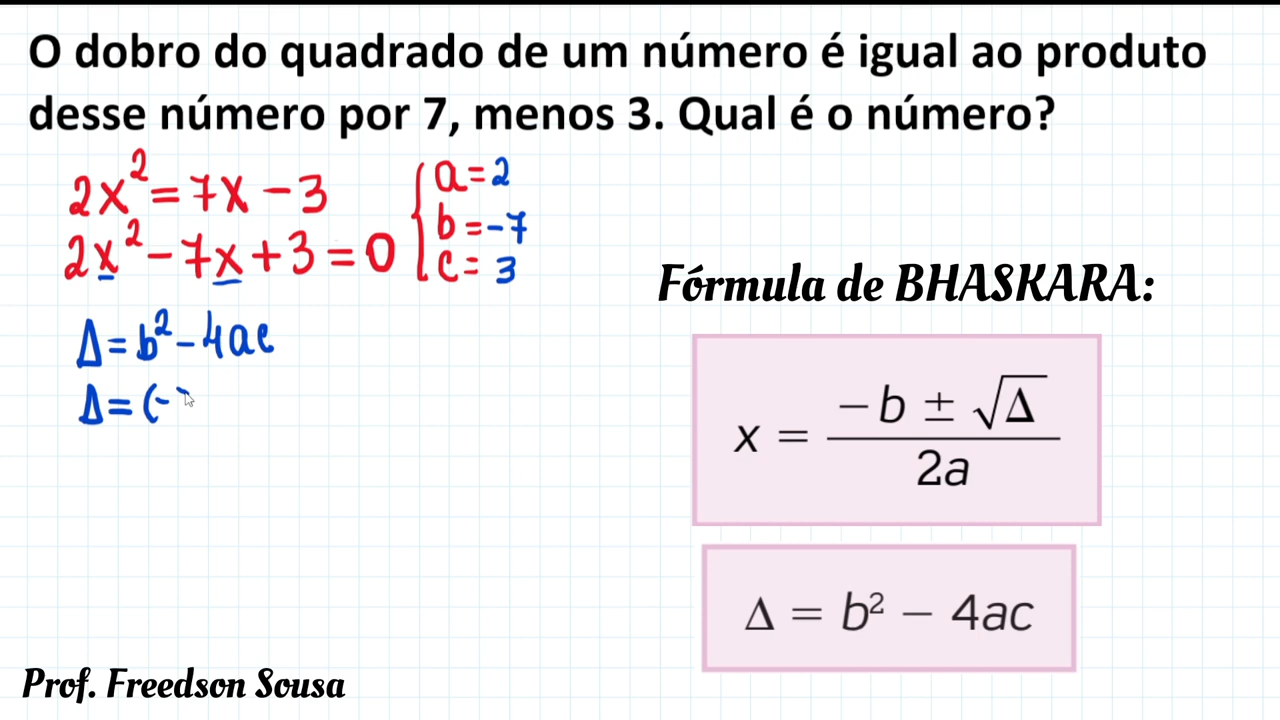 O dobro do quadrado de um número é igual ao produto
desse número por 7, menos 3. Qual é o número?
2x² = 7x − 3
2x² − 7x + 3 = 0
a = 2
b = −7
c = 3
Δ = b² − 4ac
Δ = (−
Fórmula de BHASKARA:
x = −b ± √Δ / 2a
Δ = b² − 4ac
Prof. Freedson Sousa